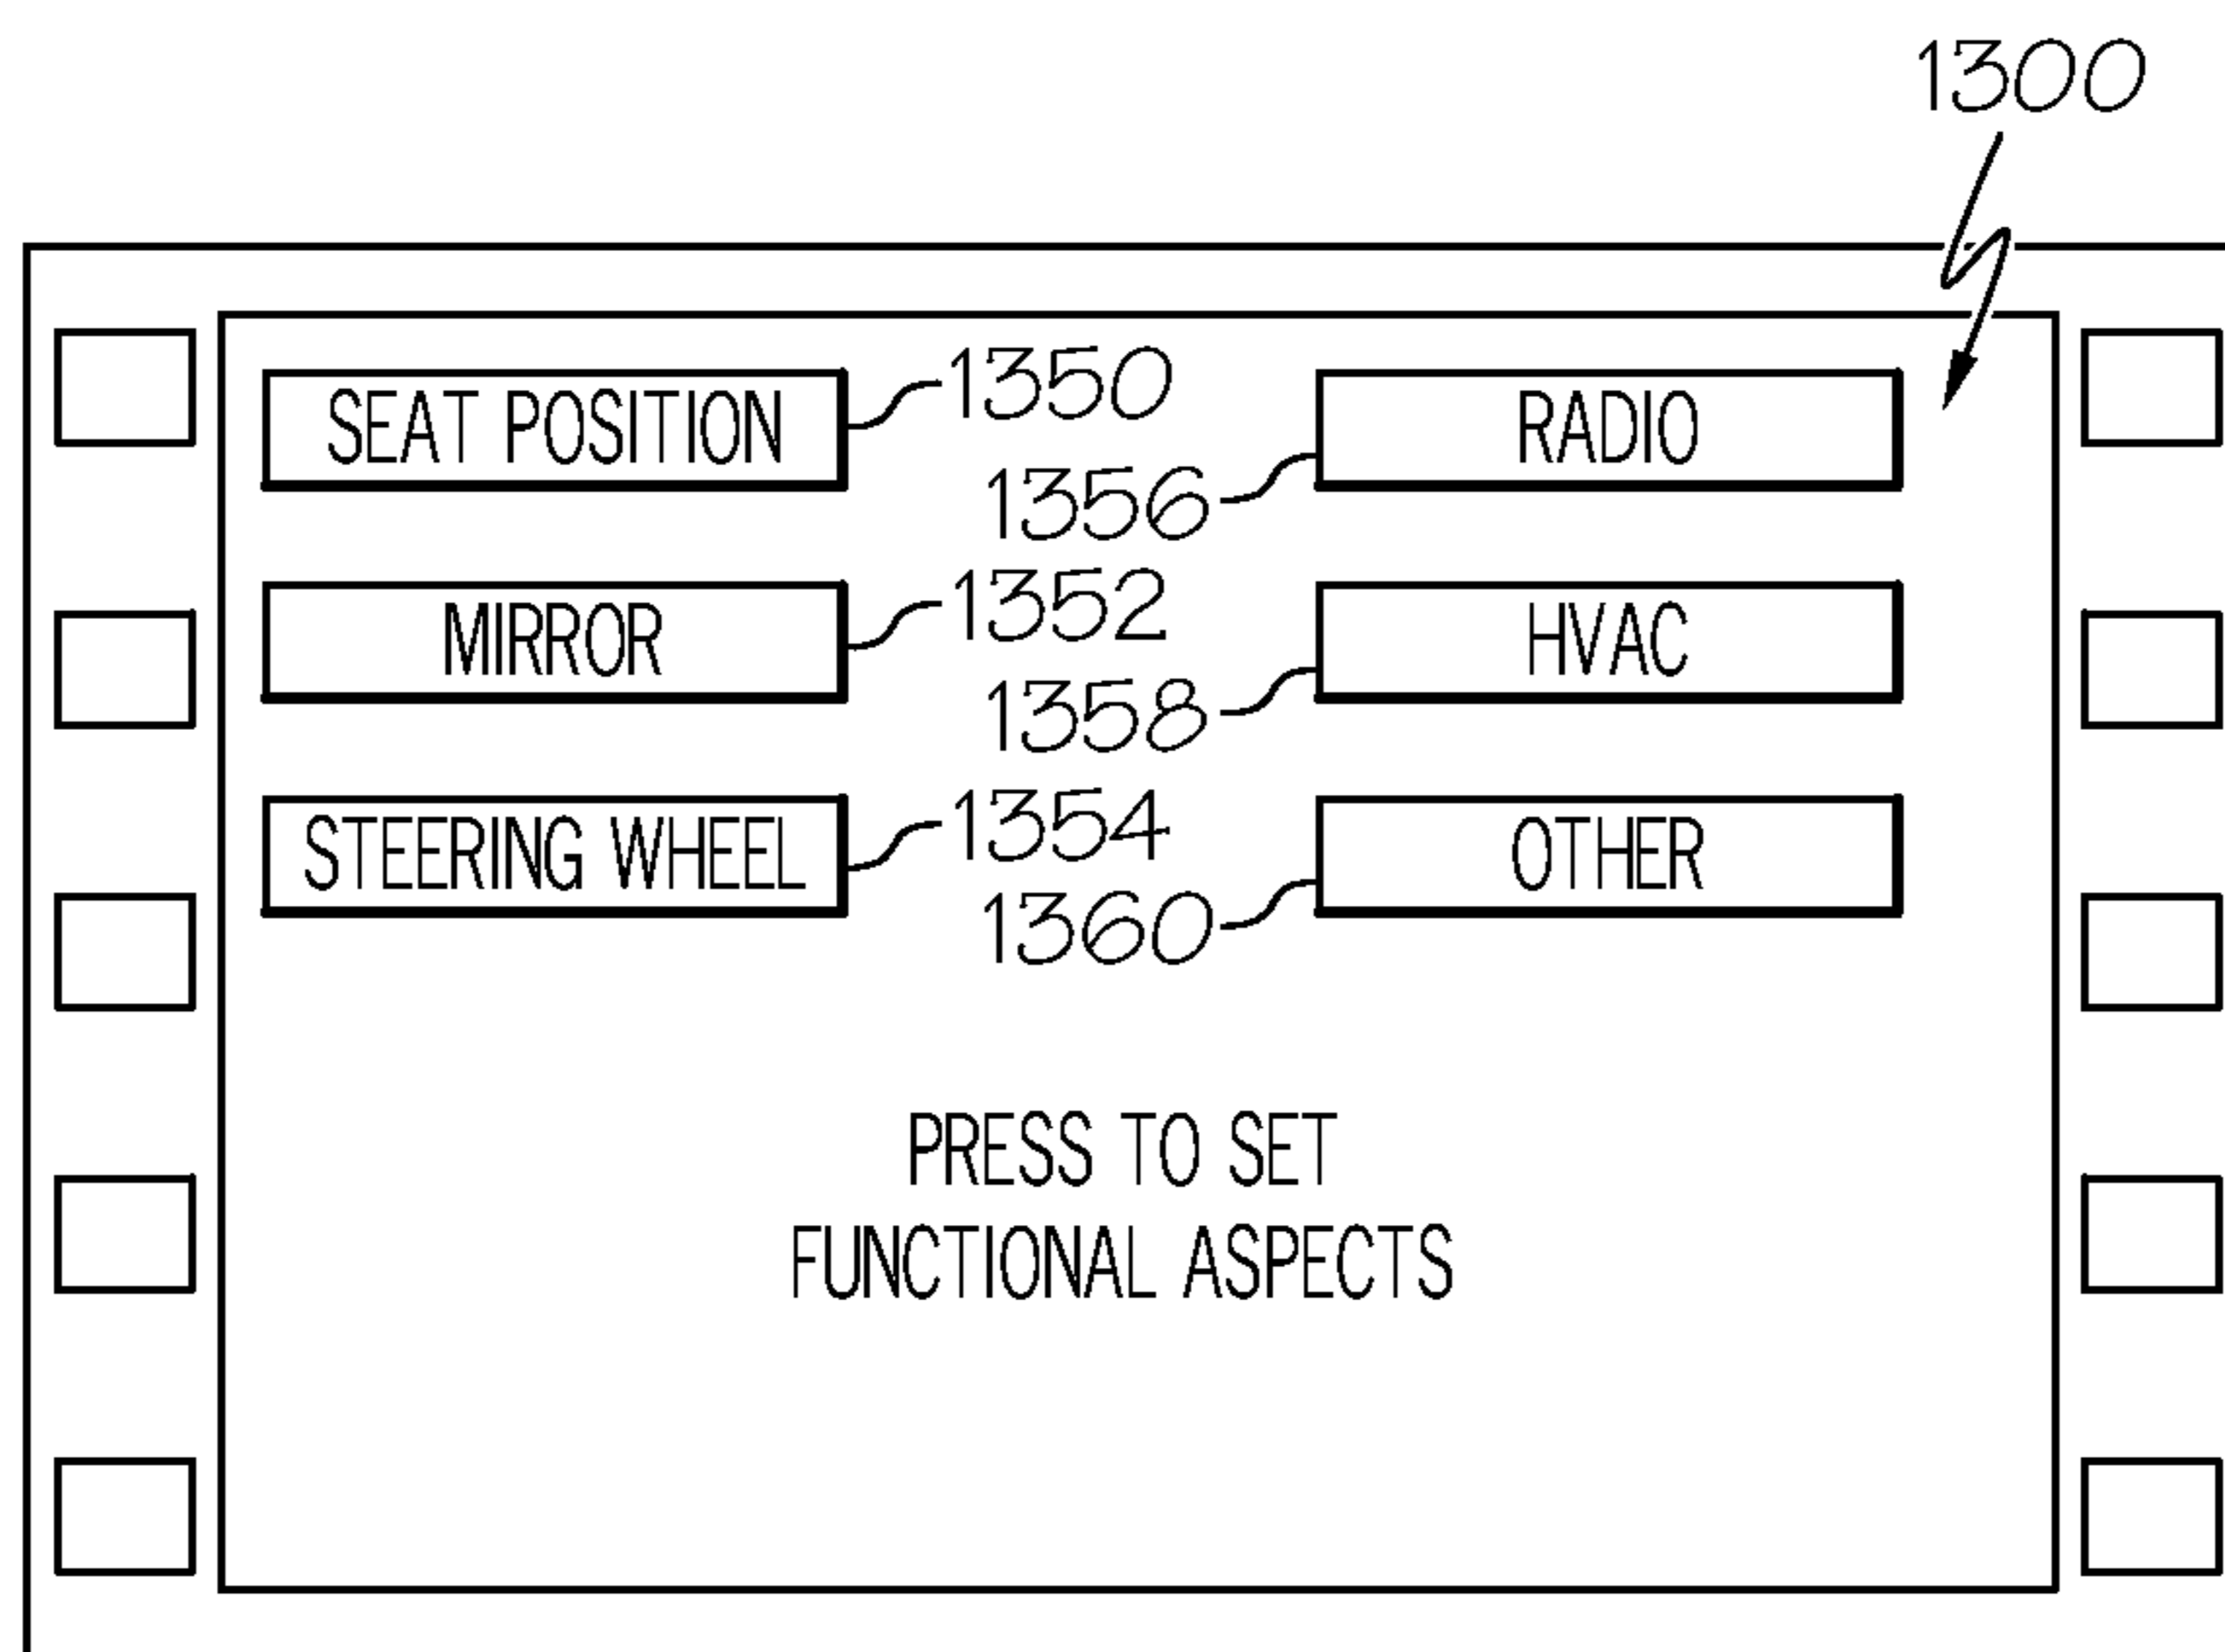 1300
SEAT POSITION 1350
RADIO
1356
MIRROR 1352
HVAC
1358
STEERING WHEEL 1354
OTHER
1360
PRESS TO SET
FUNCTIONAL ASPECTS